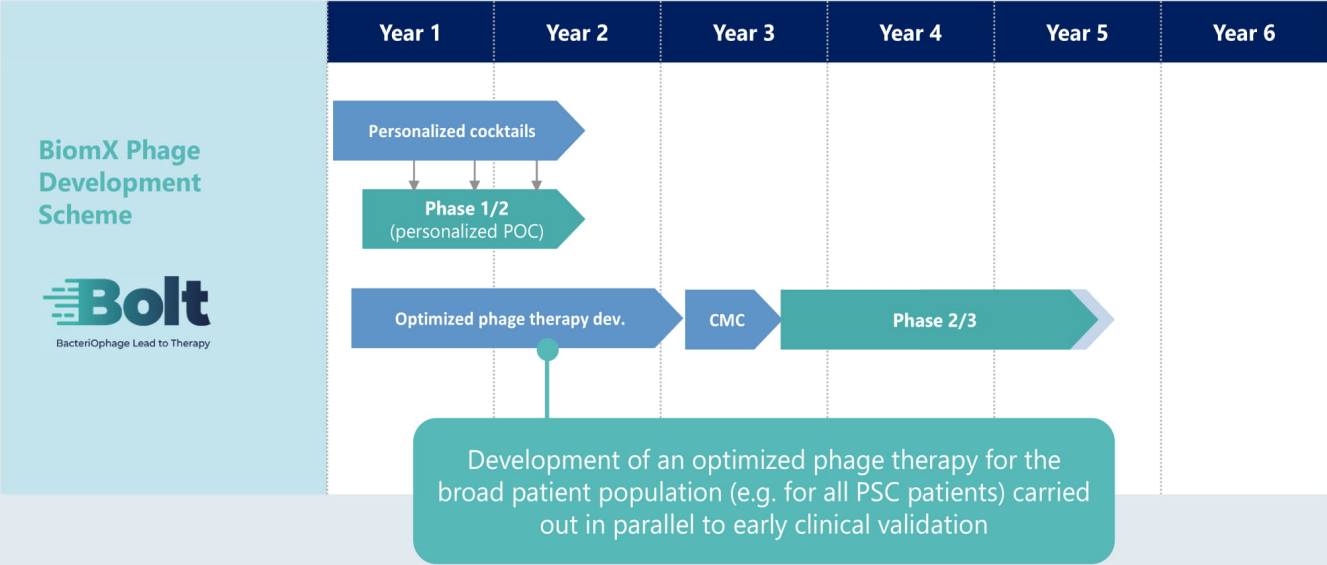 Year 1 Year 2 Year 3 Year 4 Year 5 Year 6
BiomX Phage
Development
Scheme
Bolt
BacteriOphage Lead to Therapy
Personalized cocktails
Phase 1/2
(personalized POC)
Optimized phage therapy dev.
CMC
Phase 2/3
Development of an optimized phage therapy for the
broad patient population (e.g. for all PSC patients) carried
out in parallel to early clinical validation